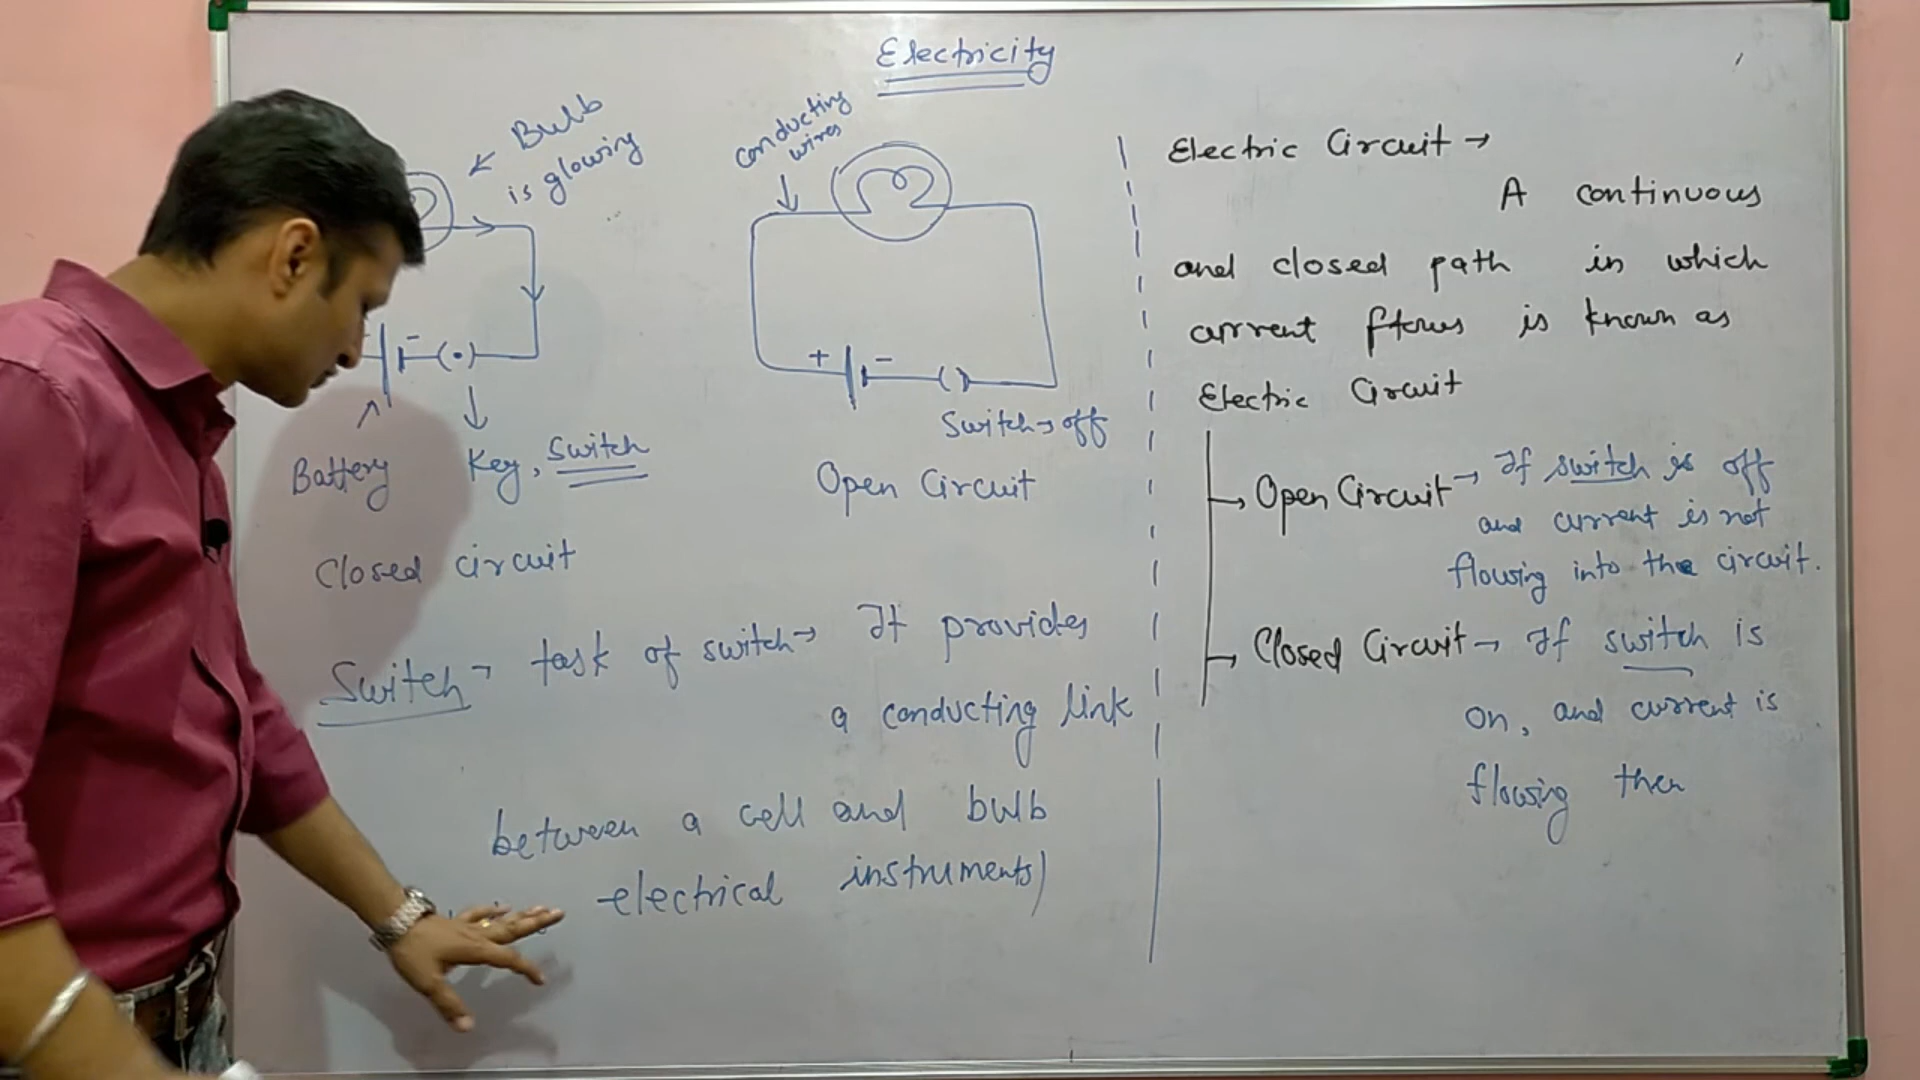 Electricity
Bulb
is glowing
Battery
Key, Switch
Closed circuit
conducting
wires
+ -
Switch → off
Open Circuit
Switch → task of switch → It provides
a conducting link
between a cell and bulb
electrical instruments)
Electric Circuit →
A continuous
and closed path in which
current flows is known as
Electric Circuit
→ Open Circuit → If switch is off
and current is not
flowing into the circuit.
→ Closed Circuit → If switch is
on, and current is
flowing then